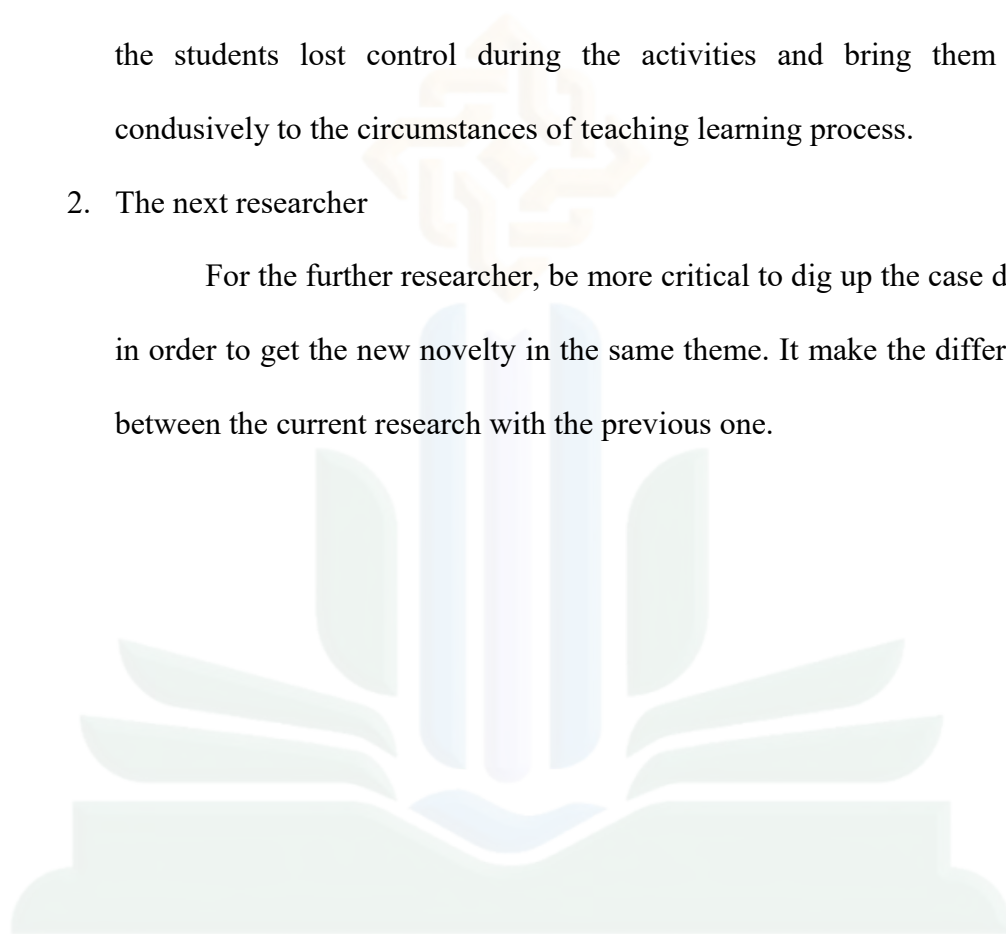 the students lost control during the activities and bring them
condusively to the circumstances of teaching learning process.
2. The next researcher
For the further researcher, be more critical to dig up the case
in order to get the new novelty in the same theme. It make the
between the current research with the previous one.